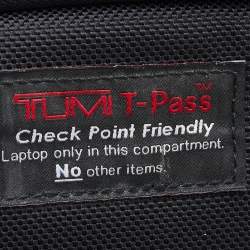 TUMI T-Pass™
Check Point Friendly
Laptop only in this compartment.
No other items.